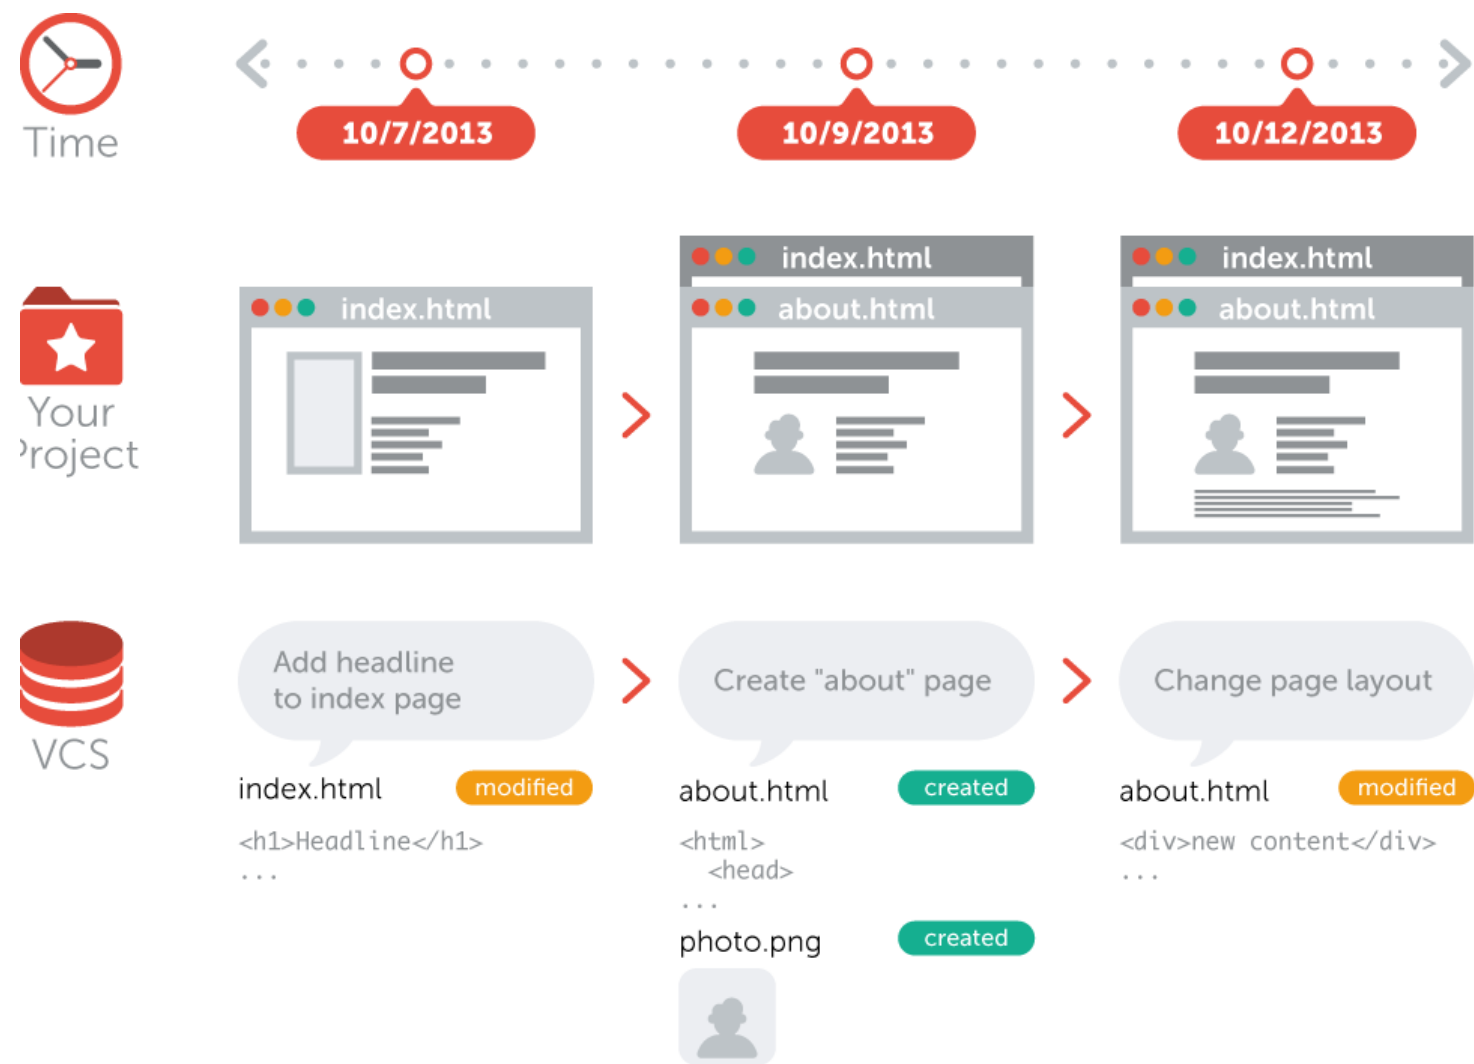 Time
10/7/2013
10/9/2013
10/12/2013
Your
Project
index.html
index.html
about.html
index.html
about.html
VCS
Add headline
to index page
Create "about" page
Change page layout
index.html modified
<h1>Headline</h1>
...
about.html created
<html>
<head>
...
photo.png created
about.html modified
<div>new content</div>
...